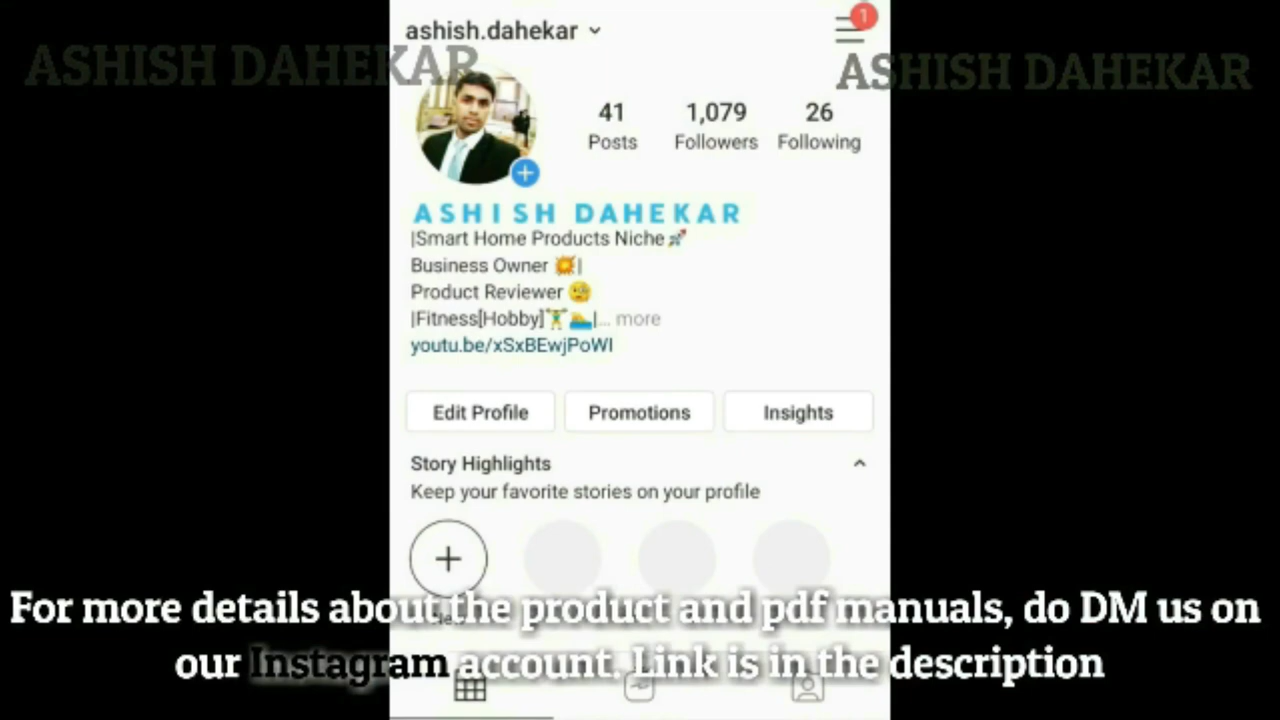 ashish.dahekar
1
ASHISH DAHEKAR
ASHISH DAHEKAR
41
1,079
26
Posts
Followers
Following
ASHISH DAHEKAR
|Smart Home Products Niche🚀
Business Owner 💥|
Product Reviewer 🧐
|Fitness[Hobby]🏋️🏊|... more
youtu.be/xSxBEwjPoWI
Edit Profile
Promotions
Insights
Story Highlights
Keep your favorite stories on your profile
For more details about the product and pdf manuals, do DM us on
our Instagram account. Link is in the description